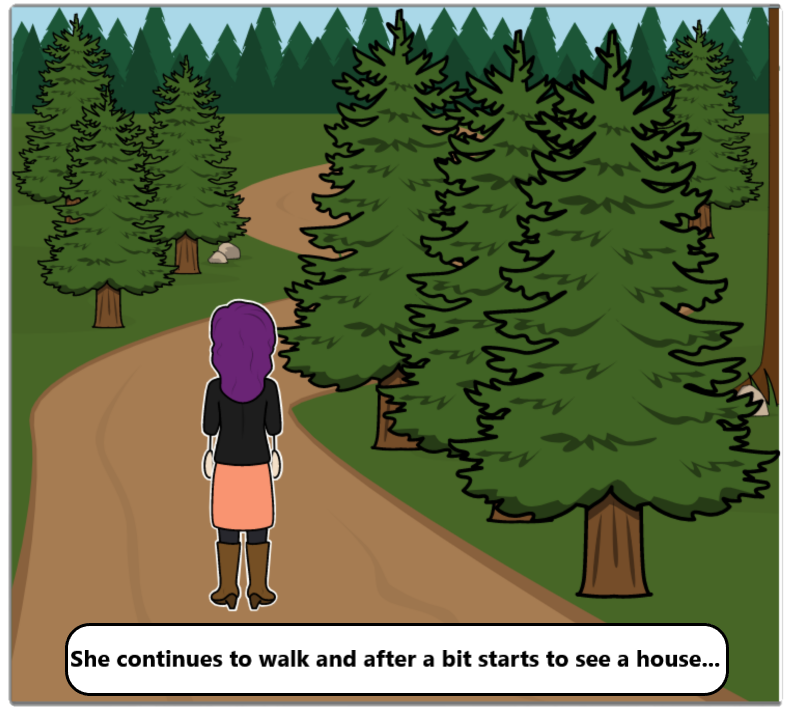 She continues to walk and after a bit starts to see a house...